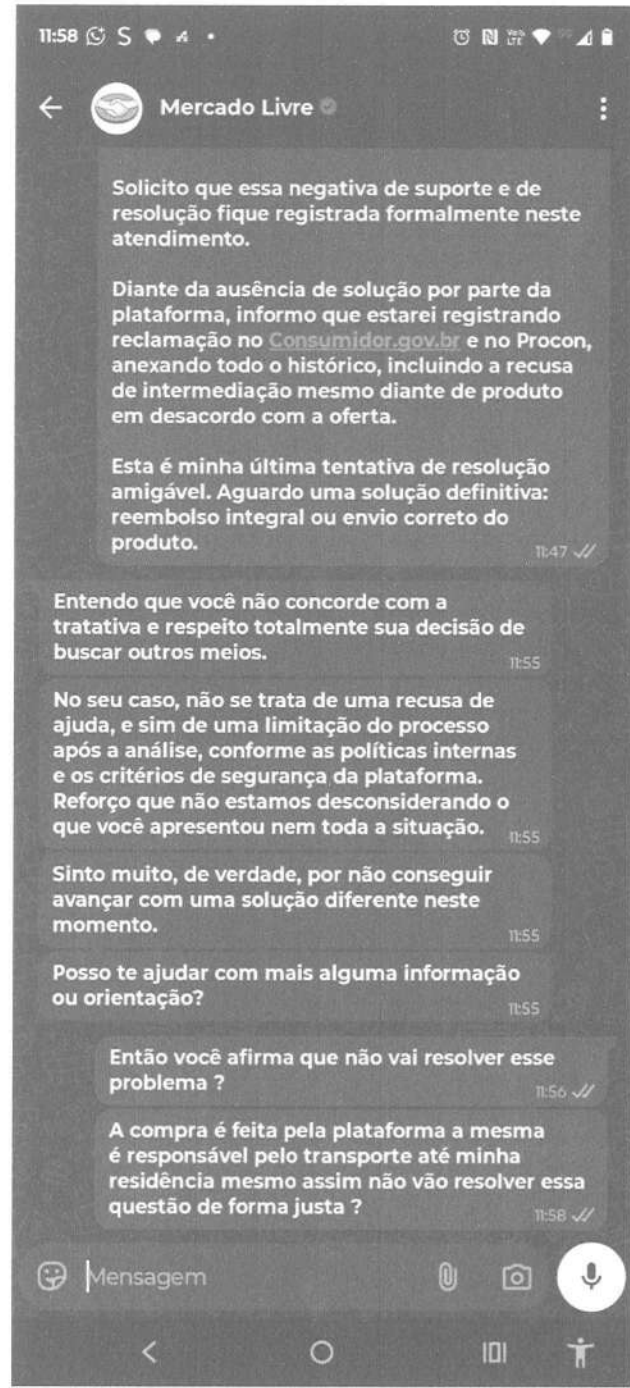 11:58
Mercado Livre
Solicito que essa negativa de suporte e de
resolução fique registrada formalmente neste
atendimento.
Diante da ausência de solução por parte da
plataforma, informo que estarei registrando
reclamação no Consumidor.gov.br e no Procon,
anexando todo o histórico, incluindo a recusa
de intermediação mesmo diante de produto
em desacordo com a oferta.
Esta é minha última tentativa de resolução
amigável. Aguardo uma solução definitiva:
reembolso integral ou envio correto do
produto.
11:47
Entendo que você não concorde com a
tratativa e respeito totalmente sua decisão de
buscar outros meios.
11:55
No seu caso, não se trata de uma recusa de
ajuda, e sim de uma limitação do processo
após a análise, conforme as políticas internas
e os critérios de segurança da plataforma.
Reforço que não estamos desconsiderando o
que você apresentou nem toda a situação.
11:55
Sinto muito, de verdade, por não conseguir
avançar com uma solução diferente neste
momento.
11:55
Posso te ajudar com mais alguma informação
ou orientação?
11:55
Então você afirma que não vai resolver esse
problema ?
11:56
A compra é feita pela plataforma a mesma
é responsável pelo transporte até minha
residência mesmo assim não vão resolver essa
questão de forma justa ?
11:58
Mensagem